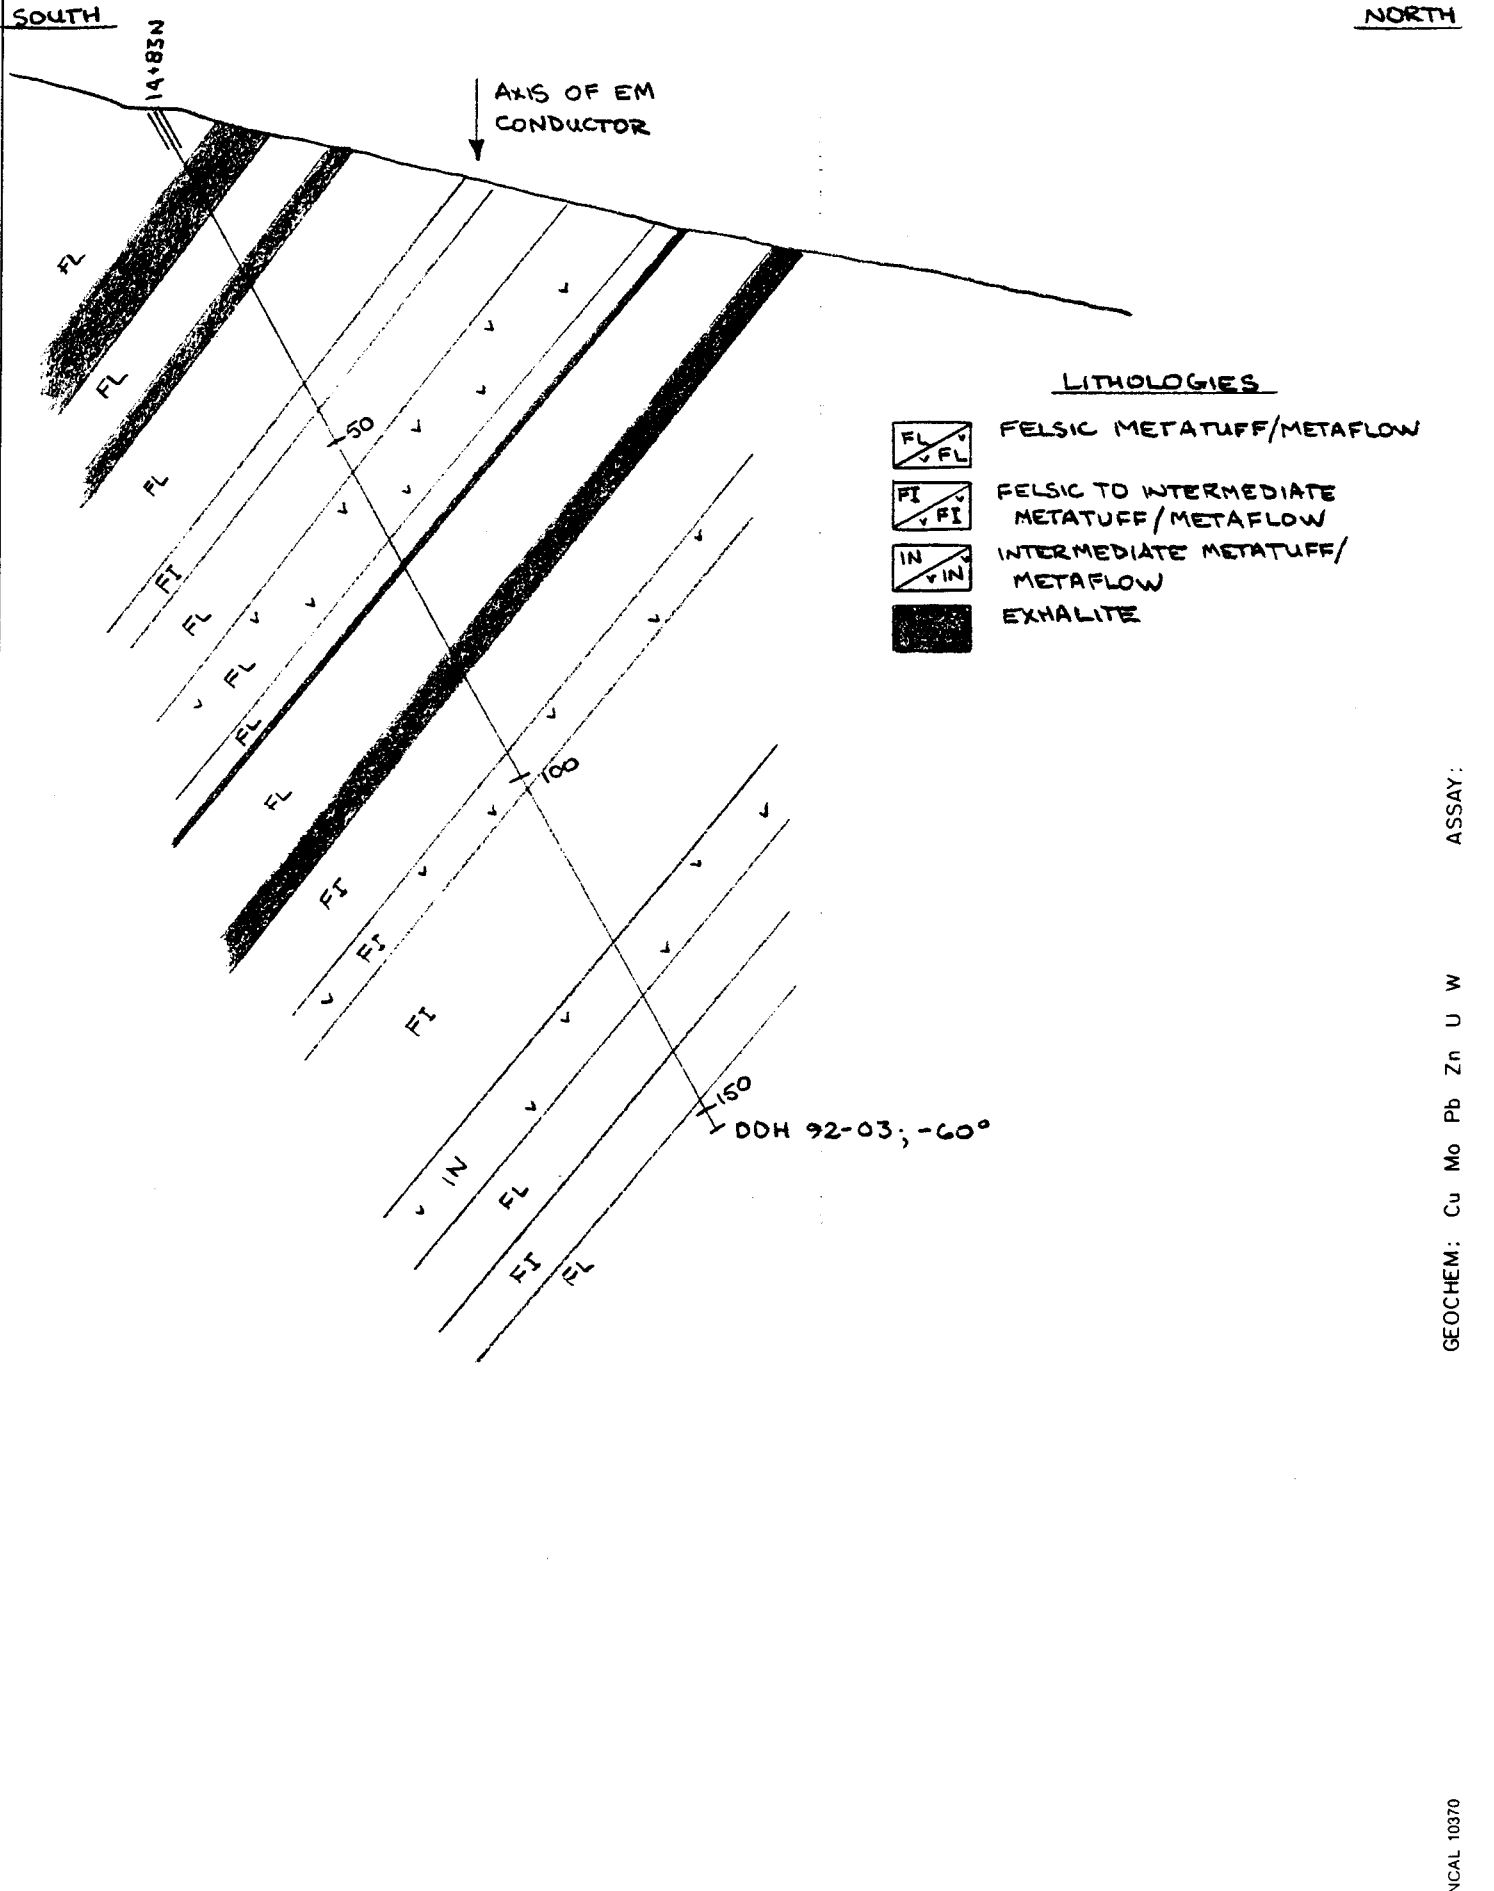 SOUTH
NORTH
14+83N
AXIS OF EM
CONDUCTOR
FL
FL
FL
50
FI
FL
FL
FL
FL
100
FI
FI
FI
IN
FL
FI
FL
150
DDH 92-03; -60°
LITHOLOGIES
FL
FL
FELSIC METATUFF/METAFLOW
FI
FI
FELSIC TO INTERMEDIATE
METATUFF/METAFLOW
IN
IN
INTERMEDIATE METATUFF/
METAFLOW
EXHALITE
ASSAY:
GEOCHEM: Cu Mo Pb Zn U W
NCAL 10370